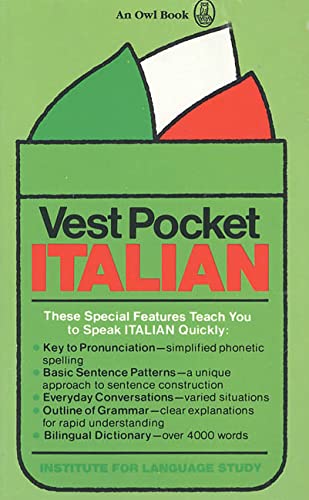 An Owl Book
Vest Pocket
ITALIAN
These Special Features Teach You
to Speak ITALIAN Quickly:
● Key to Pronunciation—simplified phonetic
spelling
● Basic Sentence Patterns—a unique
approach to sentence construction
● Everyday Conversations—varied situations
● Outline of Grammar—clear explanations
for rapid understanding
● Bilingual Dictionary—over 4000 words
INSTITUTE FOR LANGUAGE STUDY